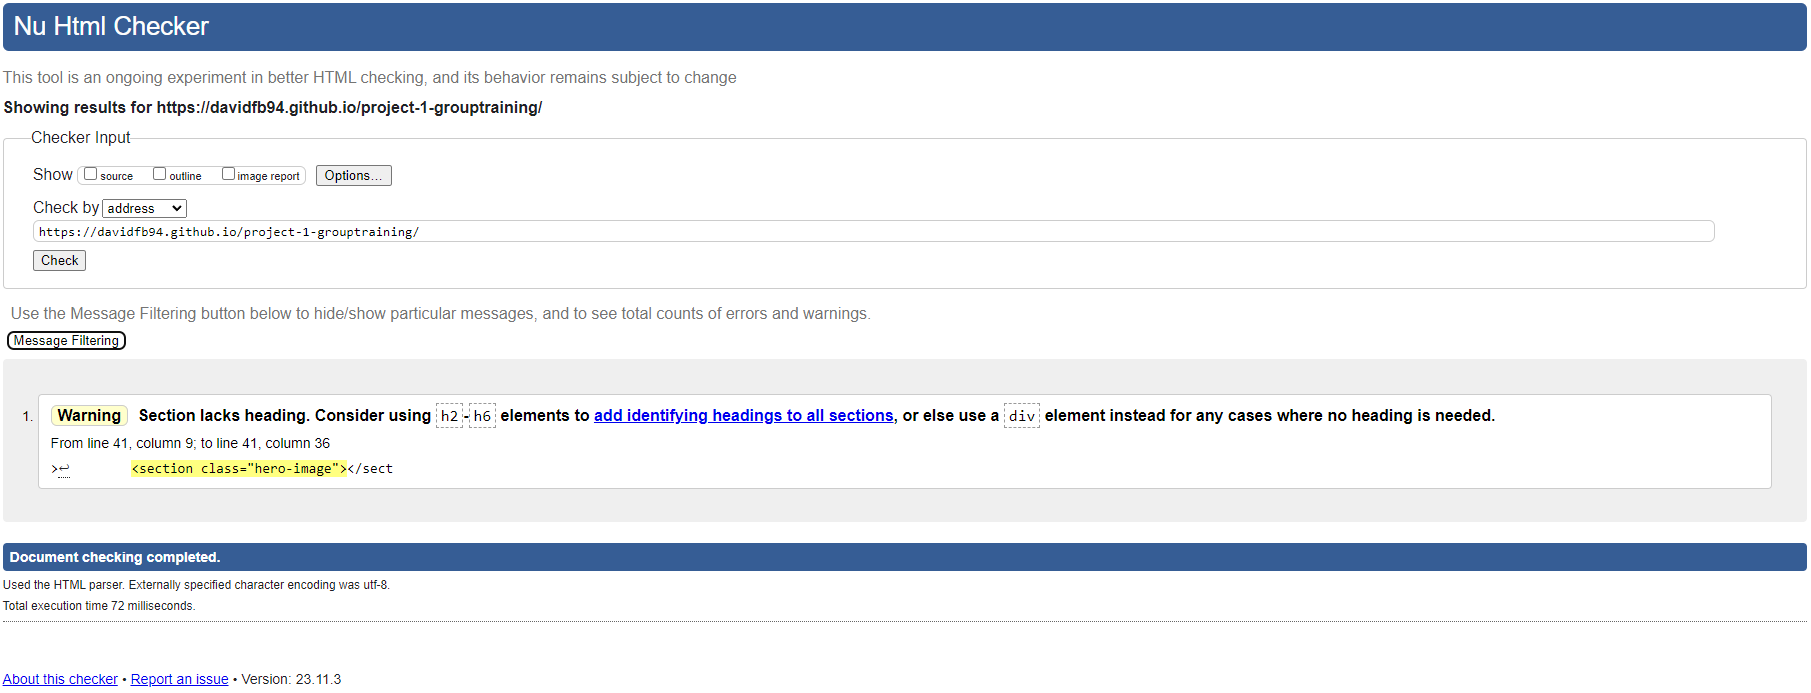 Nu Html Checker
This tool is an ongoing experiment in better HTML checking, and its behavior remains subject to change
Showing results for https://davidfb94.github.io/project-1-grouptraining/
Checker Input
Show source outline image report Options...
Check by address
https://davidfb94.github.io/project-1-grouptraining/
Check
Use the Message Filtering button below to hide/show particular messages, and to see total counts of errors and warnings.
Message Filtering
1. Warning Section lacks heading. Consider using h2-h6 elements to add identifying headings to all sections, or else use a div element instead for any cases where no heading is needed.
From line 41, column 9; to line 41, column 36
>↩ <section class="hero-image"></sect
Document checking completed.
Used the HTML parser. Externally specified character encoding was utf-8.
Total execution time 72 milliseconds.
About this checker • Report an issue • Version: 23.11.3